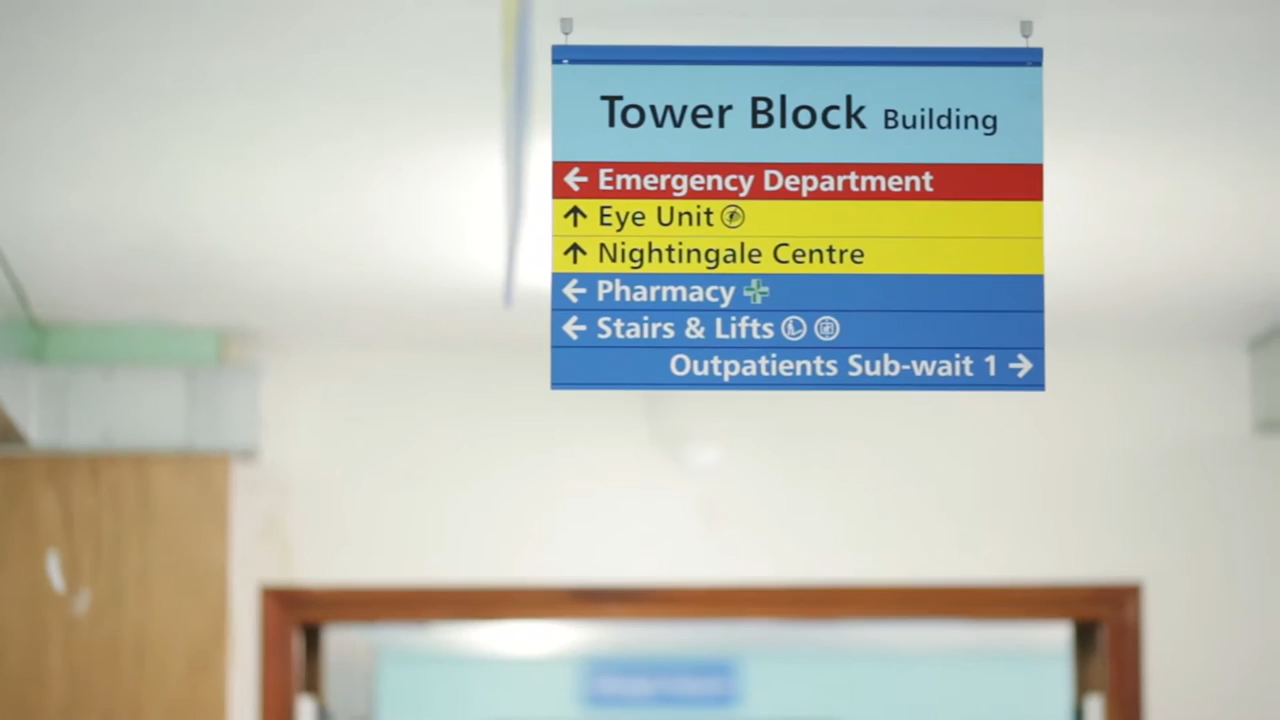 Tower Block Building
← Emergency Department
↑ Eye Unit
↑ Nightingale Centre
← Pharmacy
← Stairs & Lifts
Outpatients Sub-wait 1 →